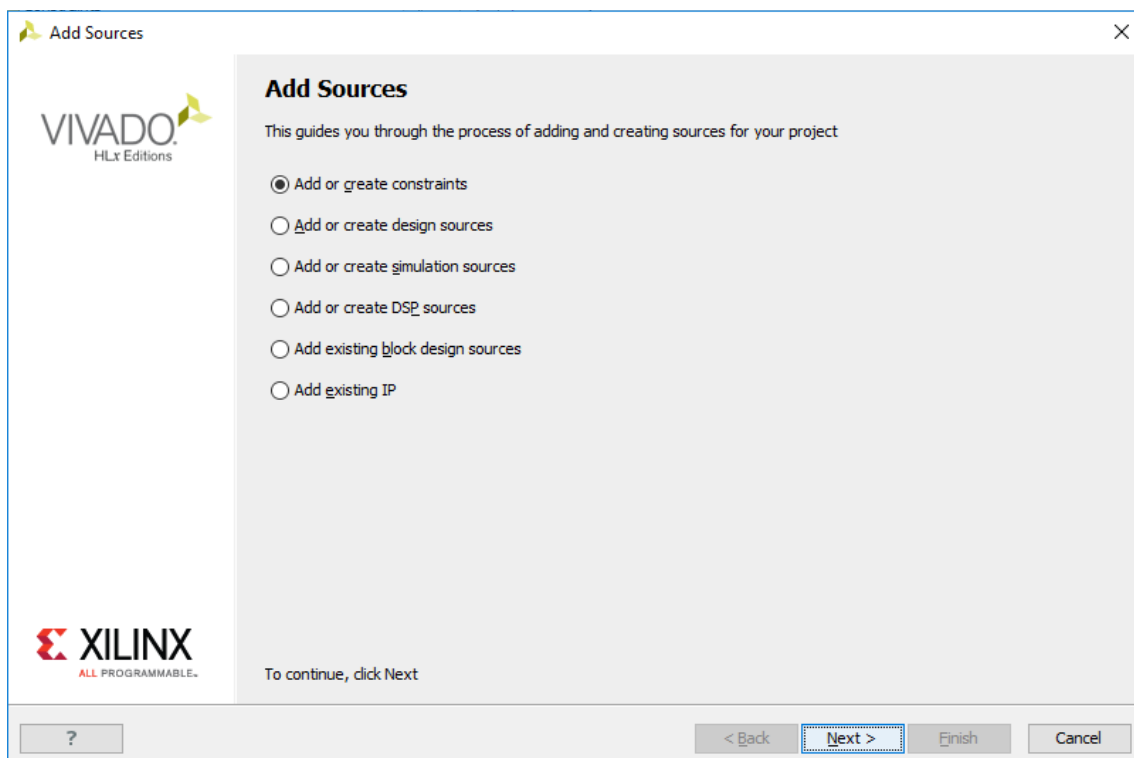 Add Sources
VIVADO.
HLx Editions
Add Sources
This guides you through the process of adding and creating sources for your project
Add or create constraints
Add or create design sources
Add or create simulation sources
Add or create DSP sources
Add existing block design sources
Add existing IP
XILINX
ALL PROGRAMMABLE.
To continue, click Next
?
< Back
Next >
Finish
Cancel